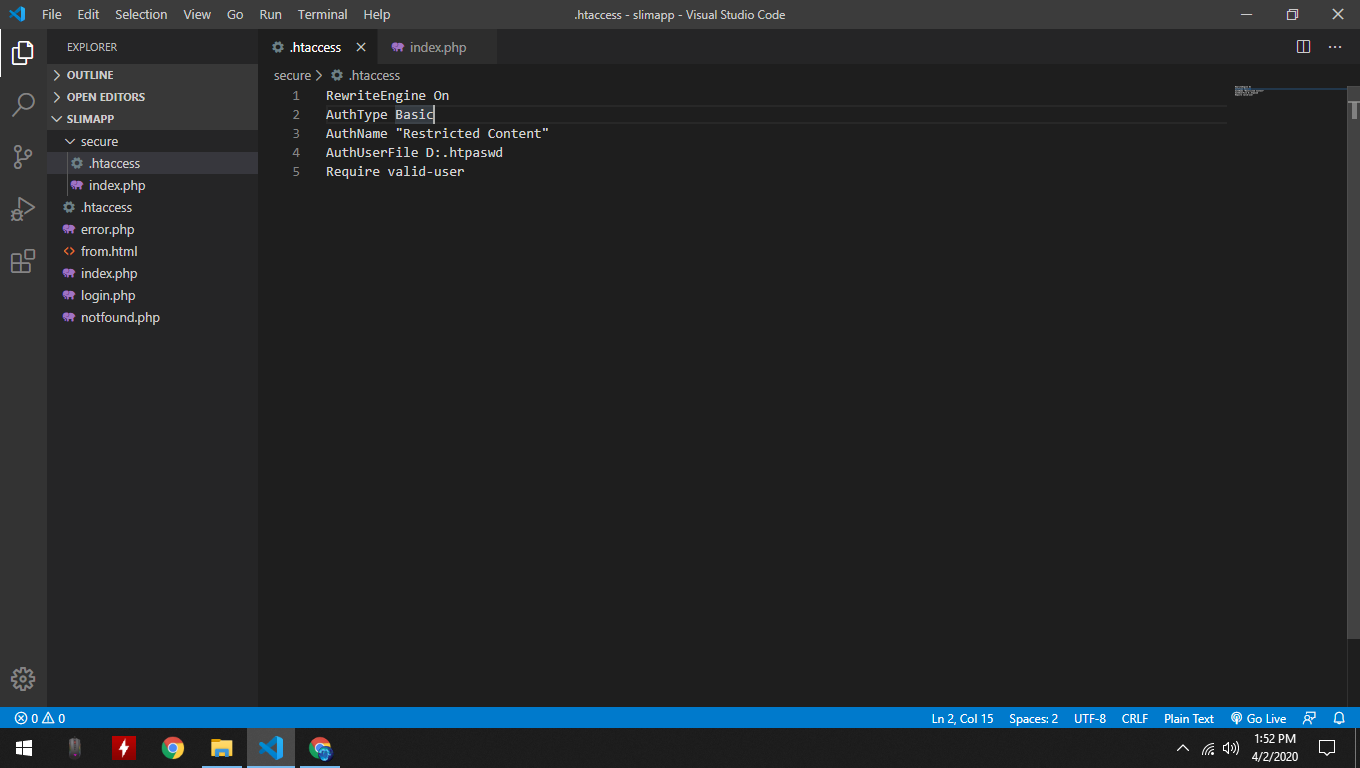 File Edit Selection View Go Run Terminal Help
.htaccess - slimapp - Visual Studio Code
EXPLORER
OUTLINE
OPEN EDITORS
SLIMAPP
secure
.htaccess
index.php
.htaccess
error.php
from.html
index.php
login.php
notfound.php
.htaccess
index.php
secure
.htaccess
1 RewriteEngine On
2 AuthType Basic
3 AuthName "Restricted Content"
4 AuthUserFile D:.htpaswd
5 Require valid-user
0 0
Ln 2, Col 15 Spaces: 2 UTF-8 CRLF Plain Text Go Live
1:52 PM
4/2/2020